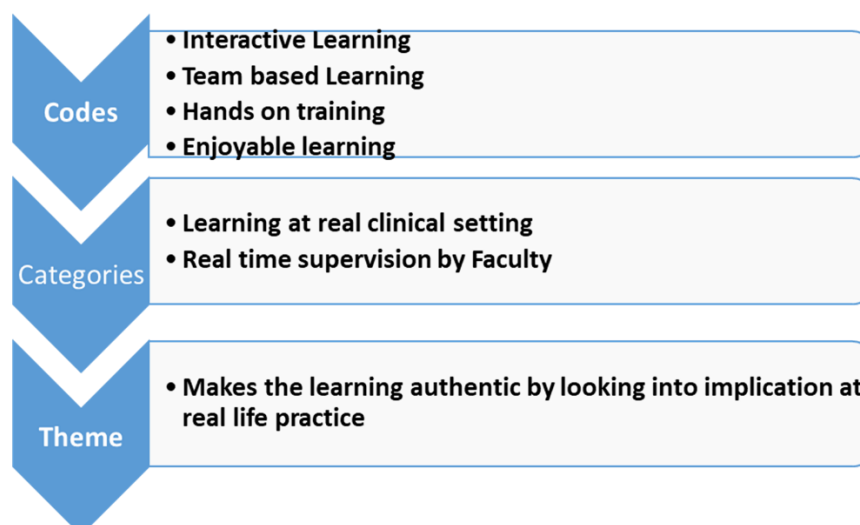 Codes
• Interactive Learning
• Team based Learning
• Hands on training
• Enjoyable learning
Categories
• Learning at real clinical setting
• Real time supervision by Faculty
Theme
• Makes the learning authentic by looking into implication at
real life practice